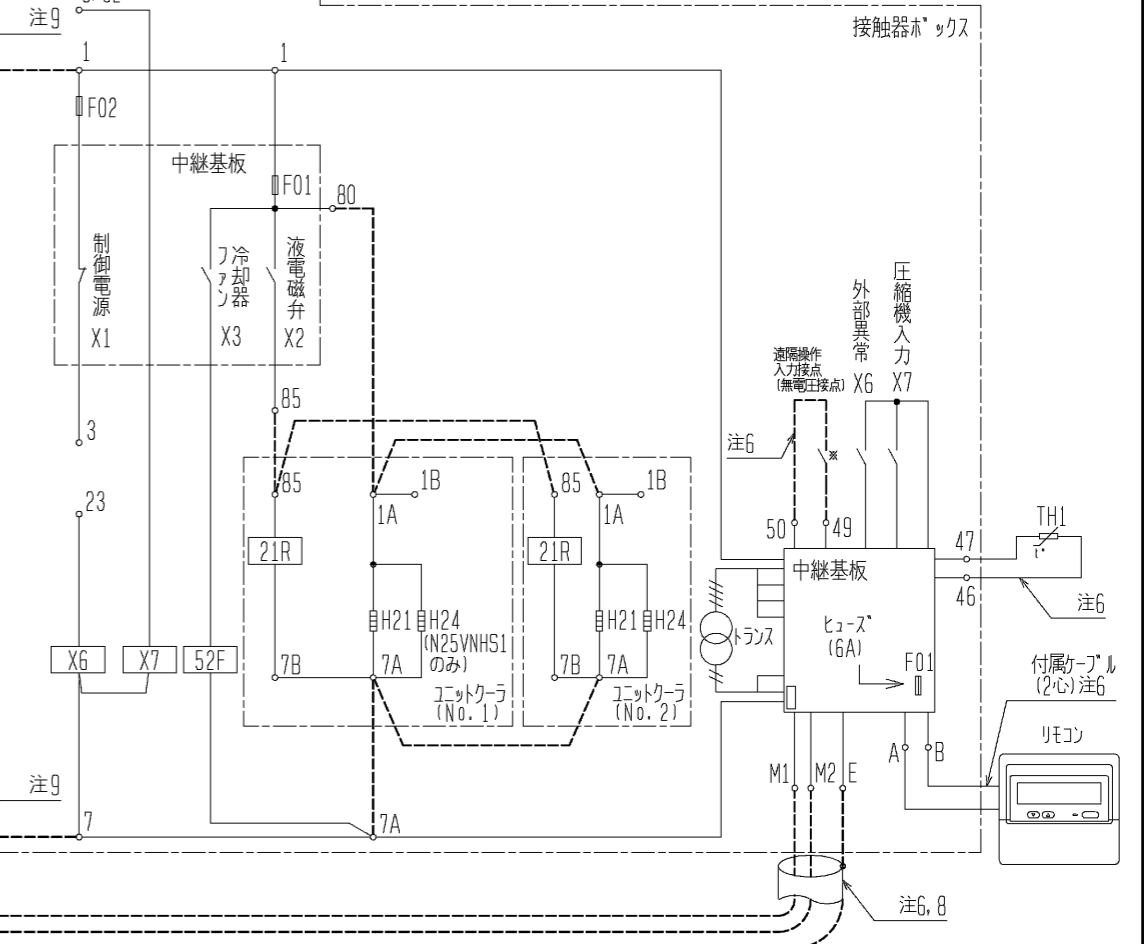 注9
接触器ボックス
1
1
F02
中継基板
F01
80
制御電源
X1
冷却器
ファン
X3
液電磁弁
X2
85
3
23
85
1B
1A
85
1B
1A
21R
21R
H21
H24
(N25VNHS1
のみ)
H21
H24
7B
7A
7B
7A
ユニットクーラ
(No.1)
ユニットクーラ
(No.2)
X6
X7
52F
注9
7
7A
遠隔操作
入力接点
(無電圧接点)
※
外部異常
X6
圧縮機入力
X7
注6
50
49
中継基板
ヒューズ
(6A)
F01
トランス
47
46
TH1
t°
注6
付属ケーブル
(2心)注6
リモコン
A
B
M1
M2
E
注6,8